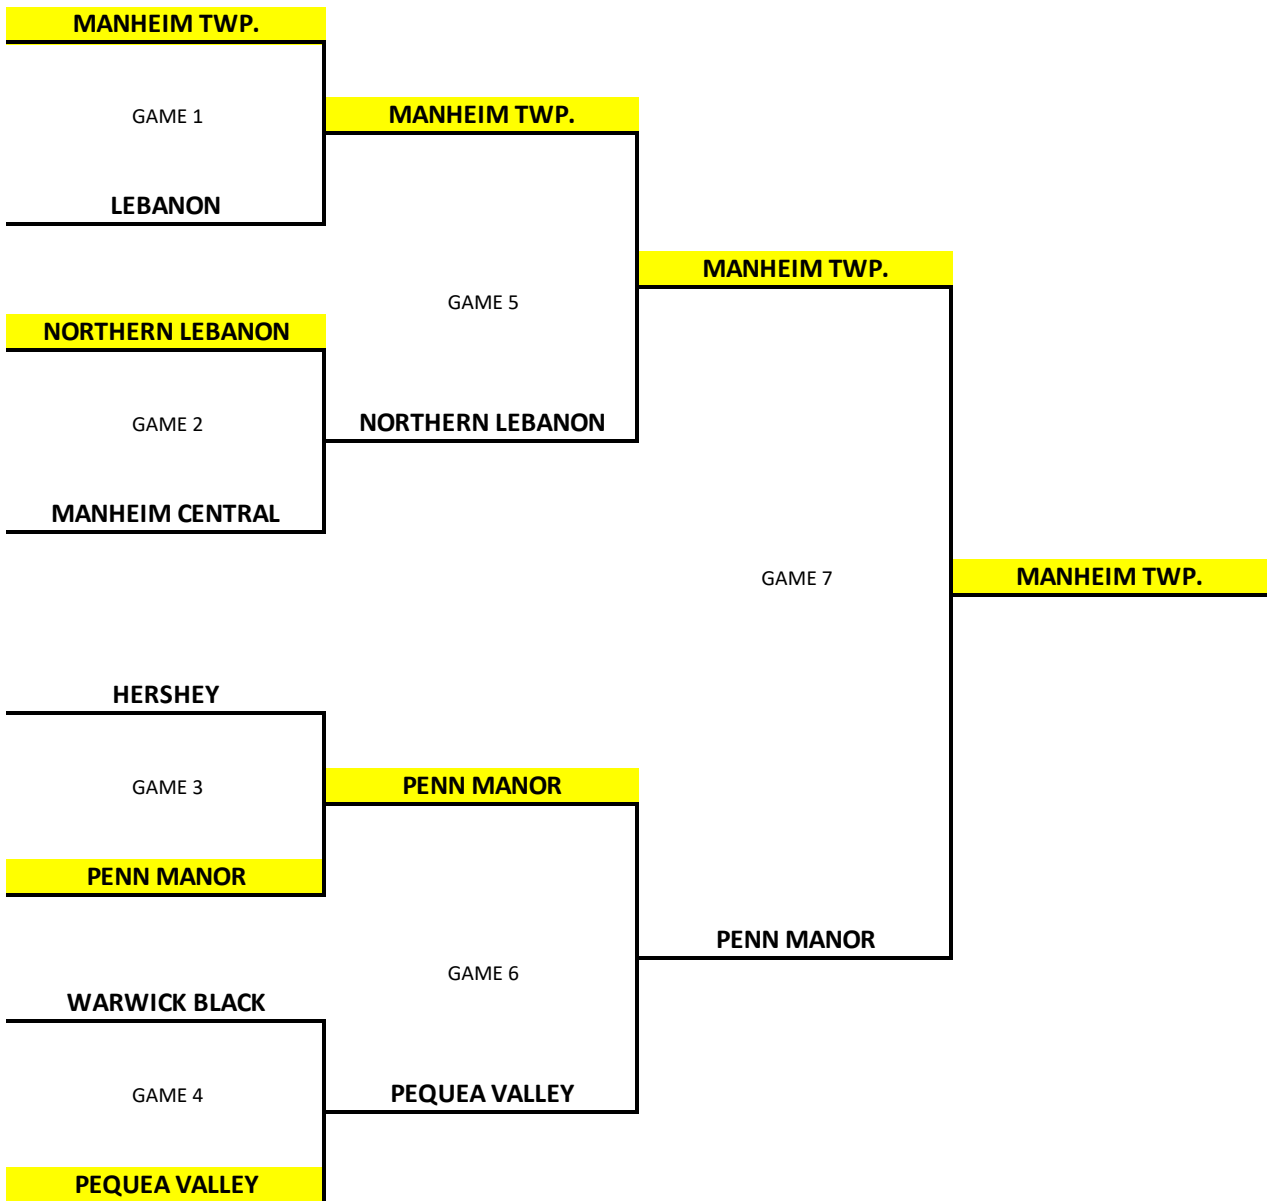 MANHEIM TWP.
GAME 1
MANHEIM TWP.
LEBANON
MANHEIM TWP.
GAME 5
NORTHERN LEBANON
GAME 2
NORTHERN LEBANON
MANHEIM CENTRAL
GAME 7
MANHEIM TWP.
HERSHEY
GAME 3
PENN MANOR
PENN MANOR
PENN MANOR
GAME 6
WARWICK BLACK
GAME 4
PEQUEA VALLEY
PEQUEA VALLEY